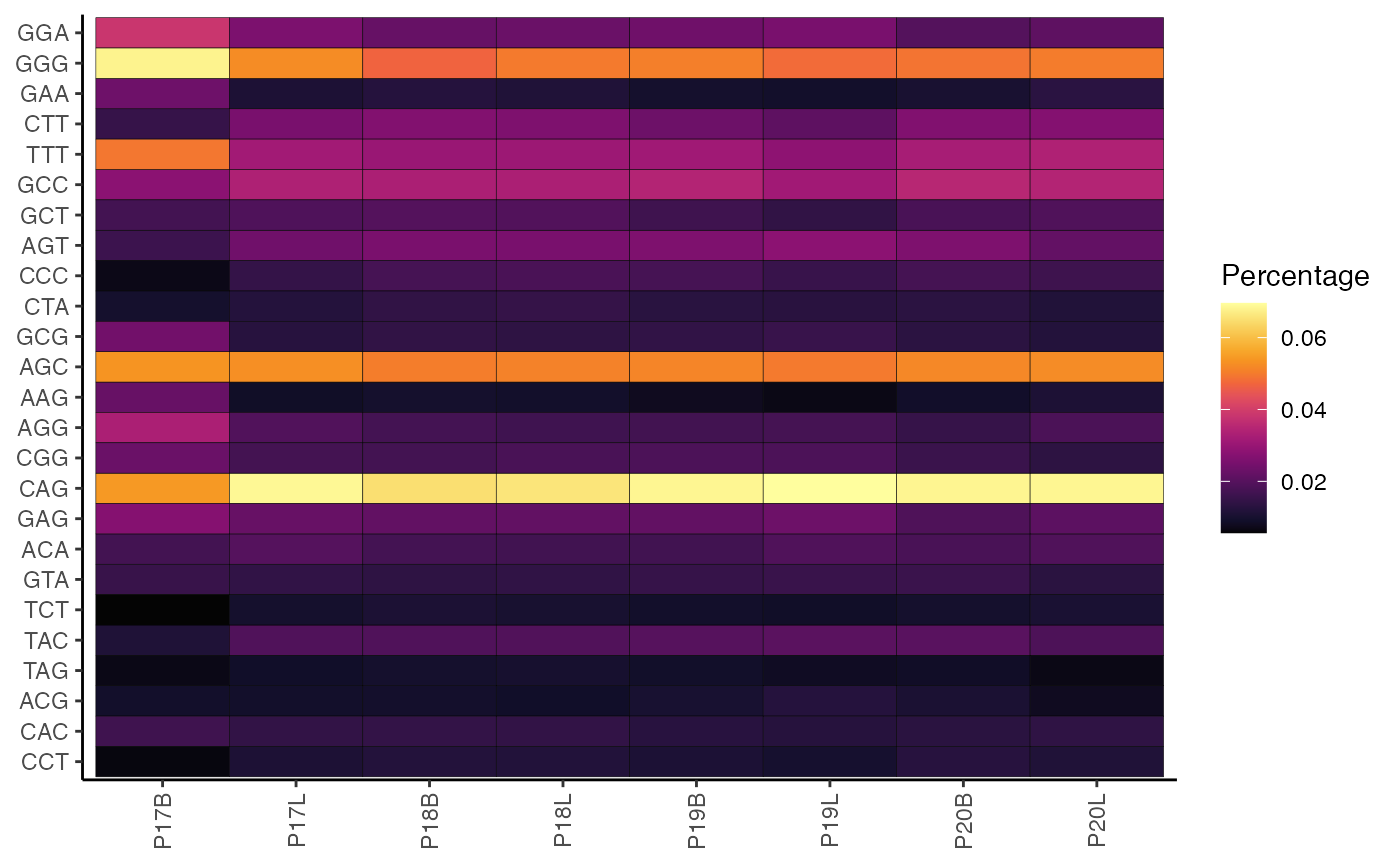 GGA
GGG
GAA
CTT
TTT
GCC
GCT
AGT
CCC
CTA
GCG
AGC
AAG
AGG
CGG
CAG
GAG
ACA
GTA
TCT
TAC
TAG
ACG
CAC
CCT
P17B
P17L
P18B
P18L
P19B
P19L
P20B
P20L
Percentage
0.06
0.04
0.02